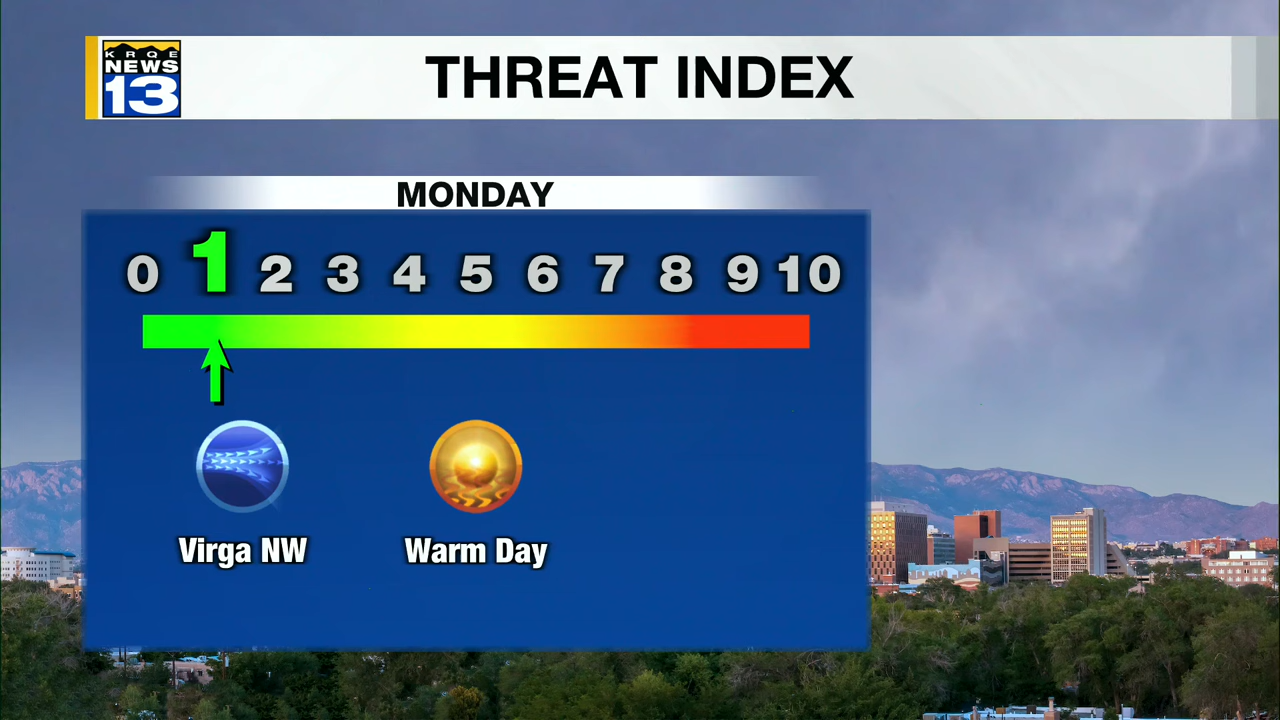 KRQE
NEWS
13
THREAT INDEX
MONDAY
0 1 2 3 4 5 6 7 8 9 10
Virga NW
Warm Day